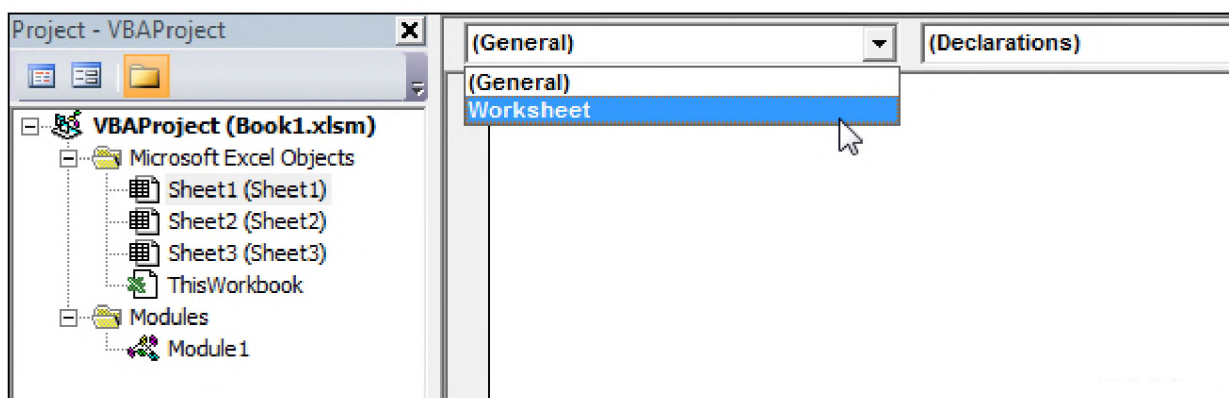 Project - VBAProject
VBAProject (Book1.xlsm)
Microsoft Excel Objects
Sheet1 (Sheet1)
Sheet2 (Sheet2)
Sheet3 (Sheet3)
ThisWorkbook
Modules
Module1
(General)
(Declarations)
(General)
Worksheet